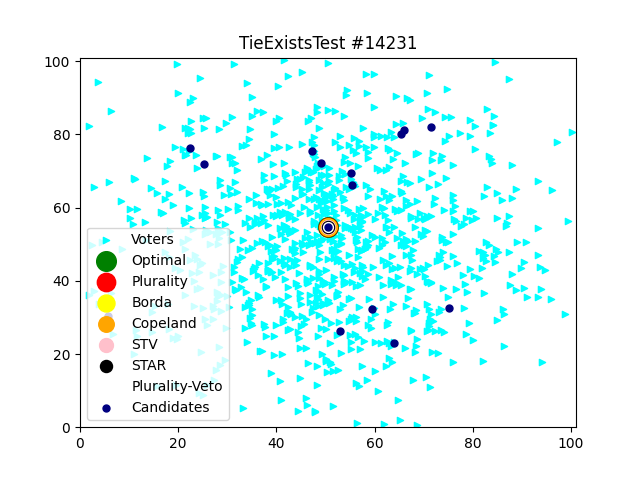 TieExistsTest #14231
100
80
60
40
20
0
Voters
Optimal
Plurality
Borda
Copeland
STV
STAR
Plurality-Veto
Candidates
0 20 40 60 80 100